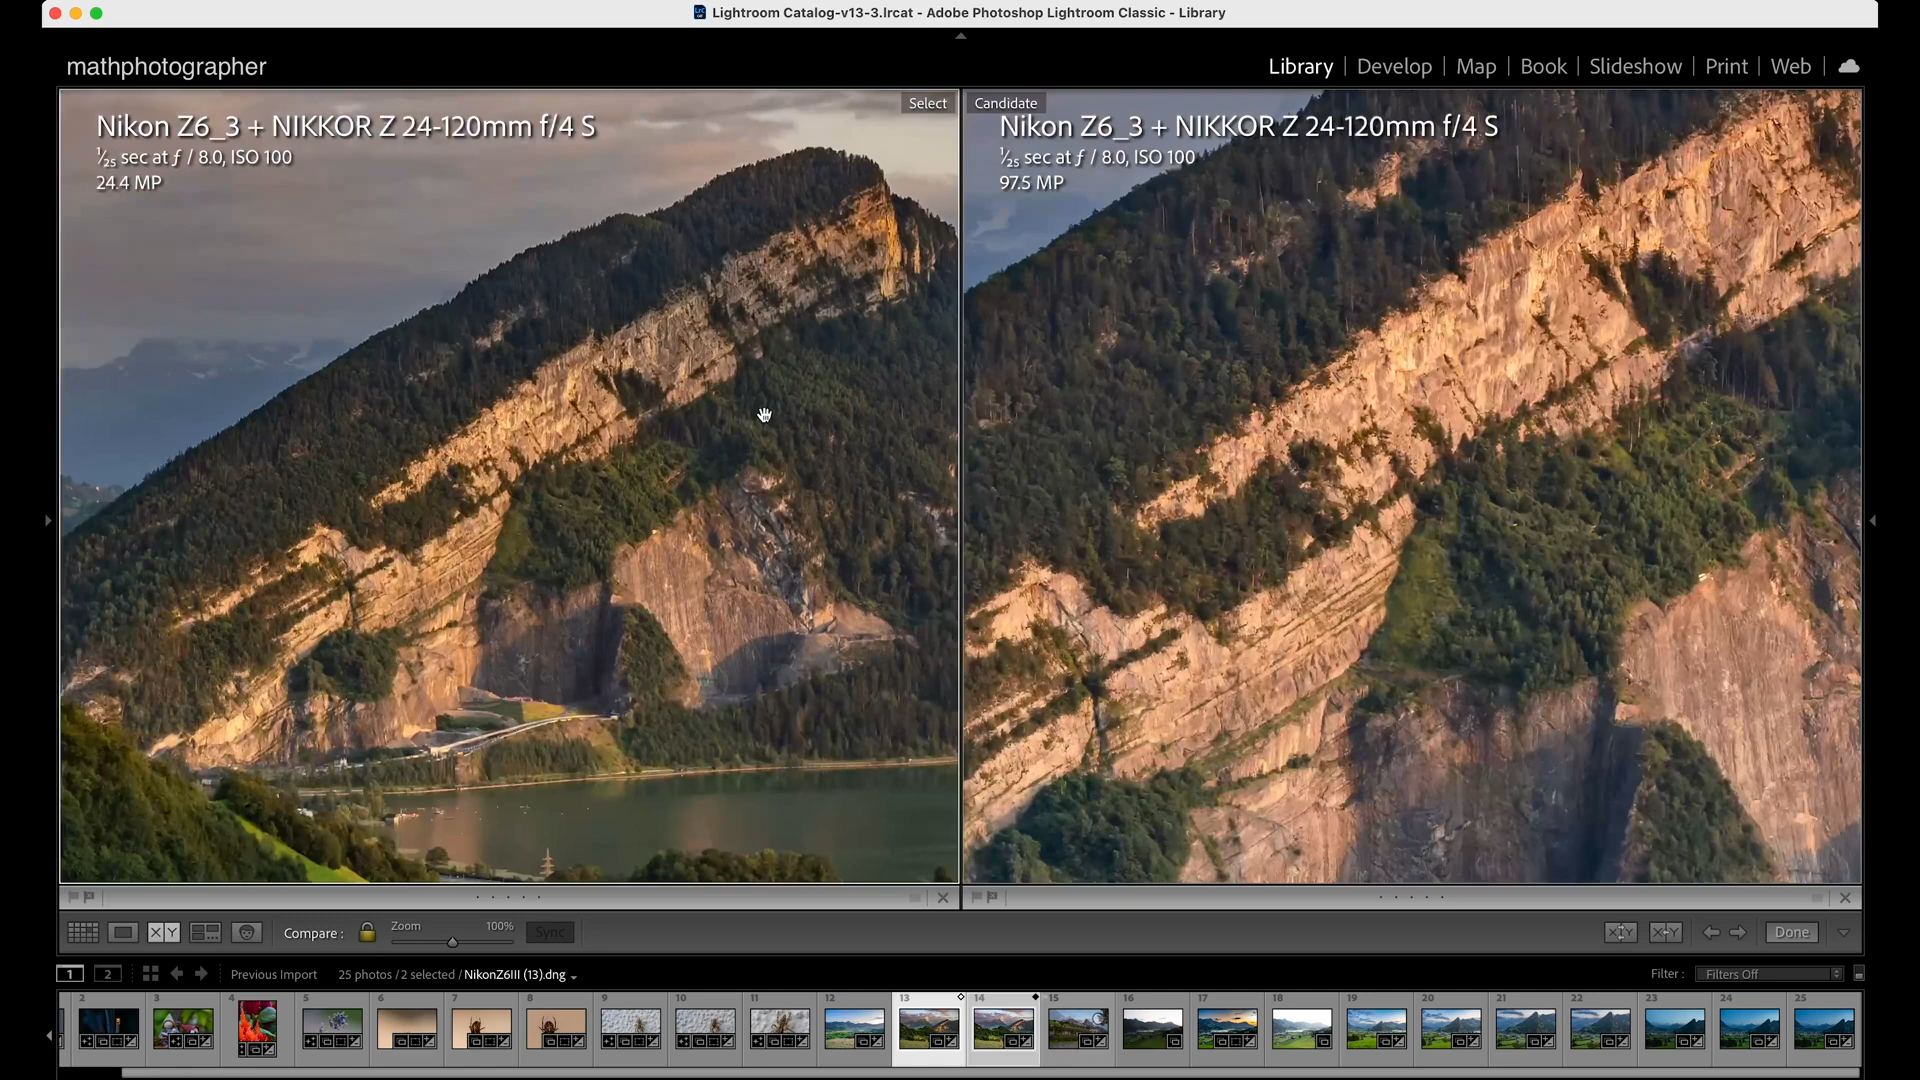 Lightroom Catalog-v13-3.lrcat - Adobe Photoshop Lightroom Classic - Library
mathphotographer
Library | Develop | Map | Book | Slideshow | Print | Web |
Select
Nikon Z6_3 + NIKKOR Z 24-120mm f/4 S
1/25 sec at ƒ / 8.0, ISO 100
24.4 MP
Candidate
Nikon Z6_3 + NIKKOR Z 24-120mm f/4 S
1/25 sec at ƒ / 8.0, ISO 100
97.5 MP
XY Compare : Zoom 100% Sync
Done
1 2 Previous Import 25 photos / 2 selected / NikonZ6III (13).dng
Filter : Filters Off
2 3 4 5 6 7 8 9 10 11 12 13 14 15 16 17 18 19 20 21 22 23 24 25